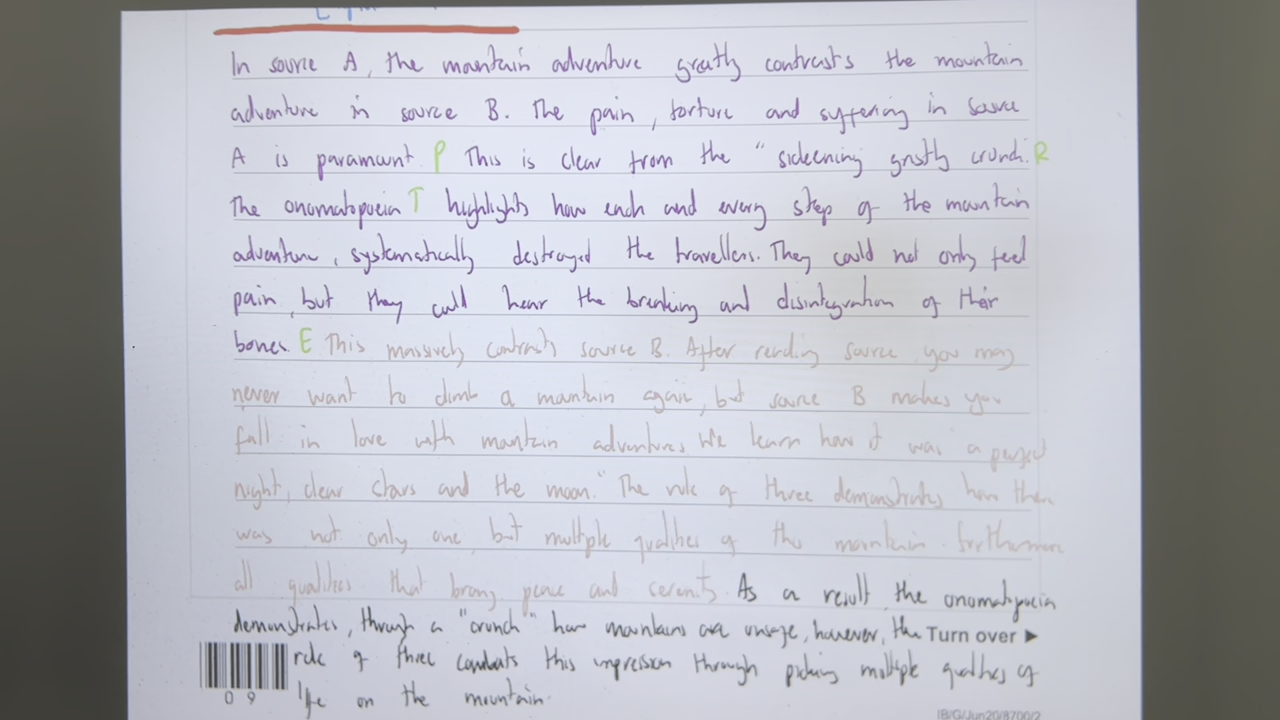 In source A, the mountain adventure greatly contrasts the mountain
adventure in source B. The pain, torture and suffering in source
A is paramount P This is clear from the "sickening gristly crunch. R
The onomatopoeia T highlights how each and every step of the mountain
adventure, systematically destroyed the travellers. They could not only feel
pain, but they could hear the breaking and disintegration of their
bones. E This massively contrasts source B. After reading source, you may
never want to climb a mountain again, but source B makes you
fall in love with mountain adventures. We learn how it was "a perfect
night, clear stars and the moon." The rule of three demonstrates how there
was not only one, but multiple qualities of the mountain. Furthermore
all qualities that bring peace and serenity. As a result the onomatopoeia
demonstrates, through a "crunch" how mountains are unsafe, however, the Turn over ►
rule of three this impression through picking multiple qualities of
life on the mountain.
09
IB/G/Jun20/8700/2